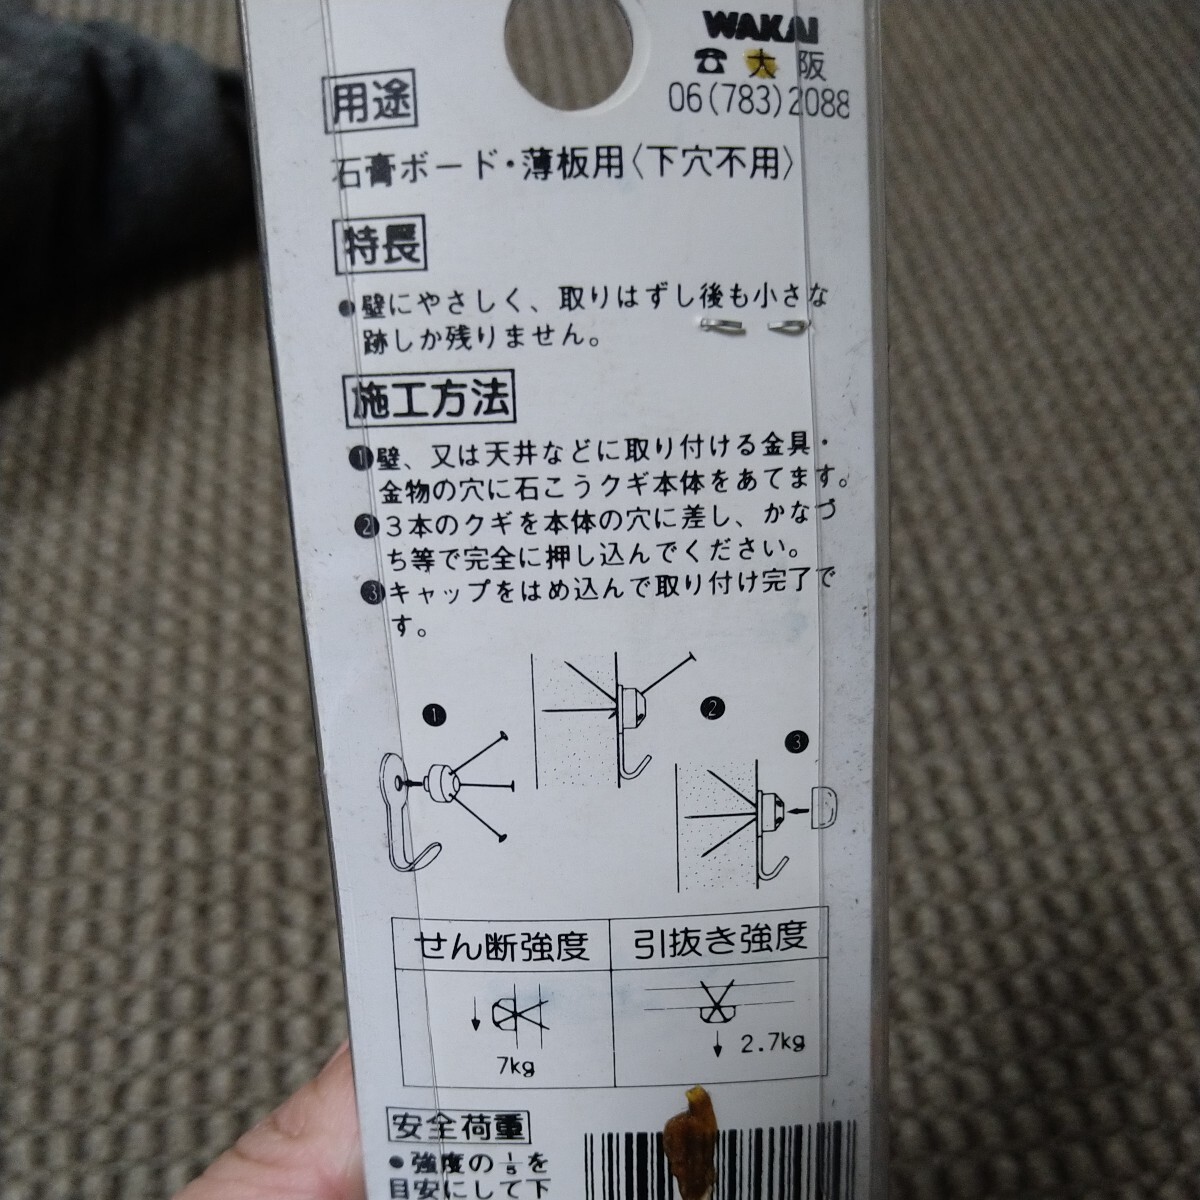 WAKAI
☎ 大 阪
06(783)2088
用途
石膏ボード・薄板用〈下穴不用〉
特長
●壁にやさしく、取りはずし後も小さな
跡しか残りません。
施工方法
❶壁、又は天井などに取り付ける金具・
金物の穴に石こうクギ本体をあてます。
❷3本のクギを本体の穴に差し、かなづ
ち等で完全に押し込んでください。
❸キャップをはめ込んで取り付け完了で
す。
❶
❷
❸
せん断強度 引抜き強度
7kg
2.7kg
安全荷重
●強度の1/5を
目安にして下